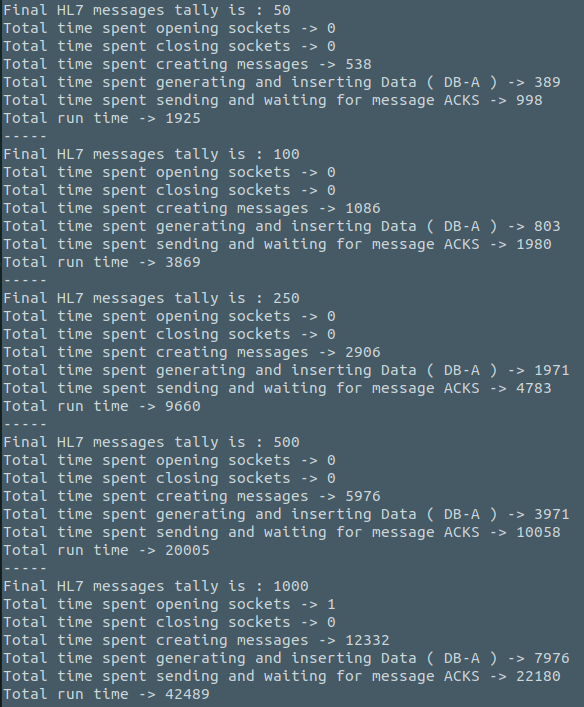 Final HL7 messages tally is : 50
Total time spent opening sockets -> 0
Total time spent closing sockets -> 0
Total time spent creating messages -> 538
Total time spent generating and inserting Data ( DB-A ) -> 389
Total time spent sending and waiting for message ACKS -> 998
Total run time -> 1925
-----
Final HL7 messages tally is : 100
Total time spent opening sockets -> 0
Total time spent closing sockets -> 0
Total time spent creating messages -> 1086
Total time spent generating and inserting Data ( DB-A ) -> 803
Total time spent sending and waiting for message ACKS -> 1980
Total run time -> 3869
-----
Final HL7 messages tally is : 250
Total time spent opening sockets -> 0
Total time spent closing sockets -> 0
Total time spent creating messages -> 2906
Total time spent generating and inserting Data ( DB-A ) -> 1971
Total time spent sending and waiting for message ACKS -> 4783
Total run time -> 9660
-----
Final HL7 messages tally is : 500
Total time spent opening sockets -> 0
Total time spent closing sockets -> 0
Total time spent creating messages -> 5976
Total time spent generating and inserting Data ( DB-A ) -> 3971
Total time spent sending and waiting for message ACKS -> 10058
Total run time -> 20005
-----
Final HL7 messages tally is : 1000
Total time spent opening sockets -> 1
Total time spent closing sockets -> 0
Total time spent creating messages -> 12332
Total time spent generating and inserting Data ( DB-A ) -> 7976
Total time spent sending and waiting for message ACKS -> 22180
Total run time -> 42489